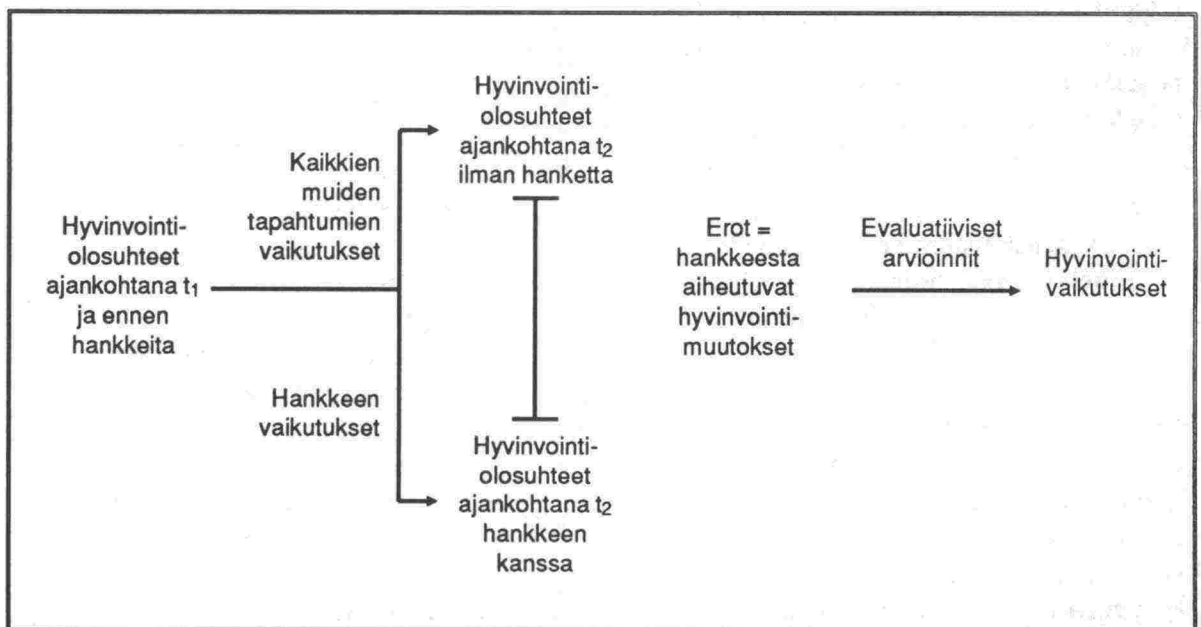 Hyvinvointi-
olosuhteet
ajankohtana t₁
ja ennen
hankkeita
Kaikkien
muiden
tapahtumien
vaikutukset
Hankkeen
vaikutukset
Hyvinvointi-
olosuhteet
ajankohtana t₂
ilman hanketta
Hyvinvointi-
olosuhteet
ajankohtana t₂
hankkeen
kanssa
Erot =
hankkeesta
aiheutuvat
hyvinvointi-
muutokset
Evaluatiiviset
arvioinnit
Hyvinvointi-
vaikutukset